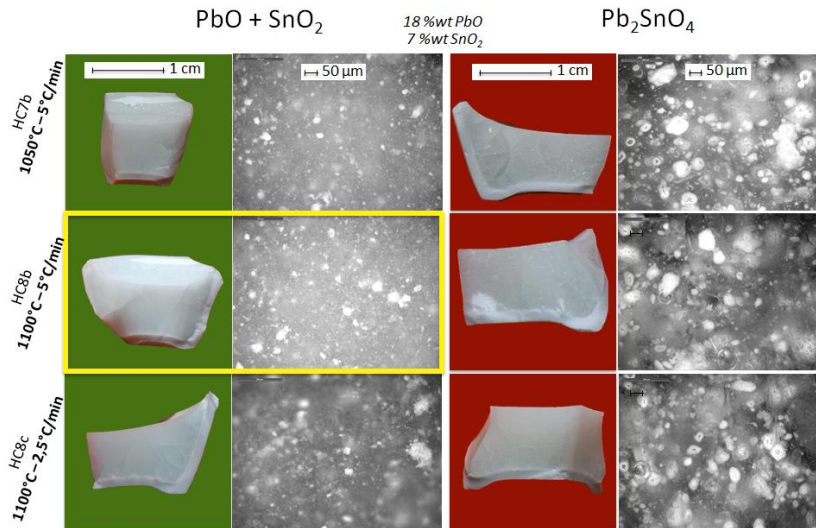 PbO + SnO₂
18 %wt PbO
7 %wt SnO₂
Pb₂SnO₄
1 cm
50 µm
1 cm
50 µm
HC7b
1050°C–5°C/min
HC8b
1100°C–5°C/min
HC8c
1100°C–2,5°C/min